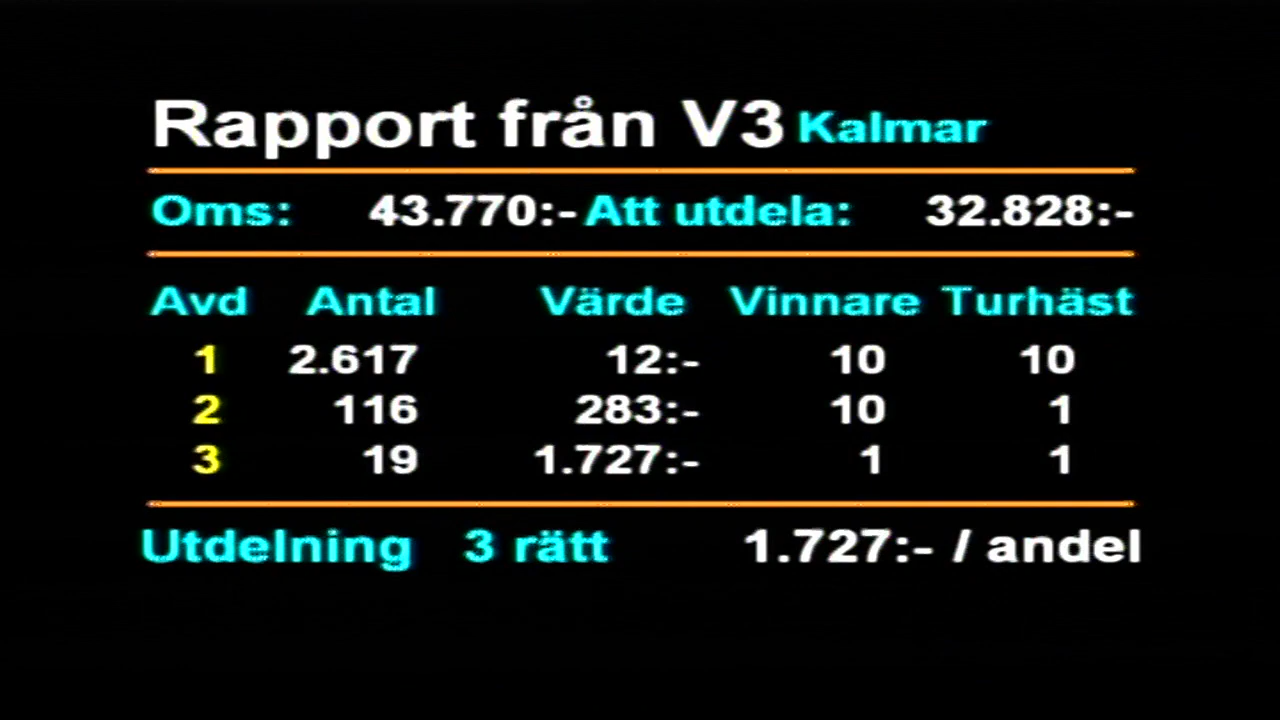 Rapport från V3 Kalmar
Oms: 43.770:- Att utdela: 32.828:-
Avd Antal Värde Vinnare Turhäst
1 2.617 12:- 10 10
2 116 283:- 10 1
3 19 1.727:- 1 1
Utdelning 3 rätt 1.727:- / andel